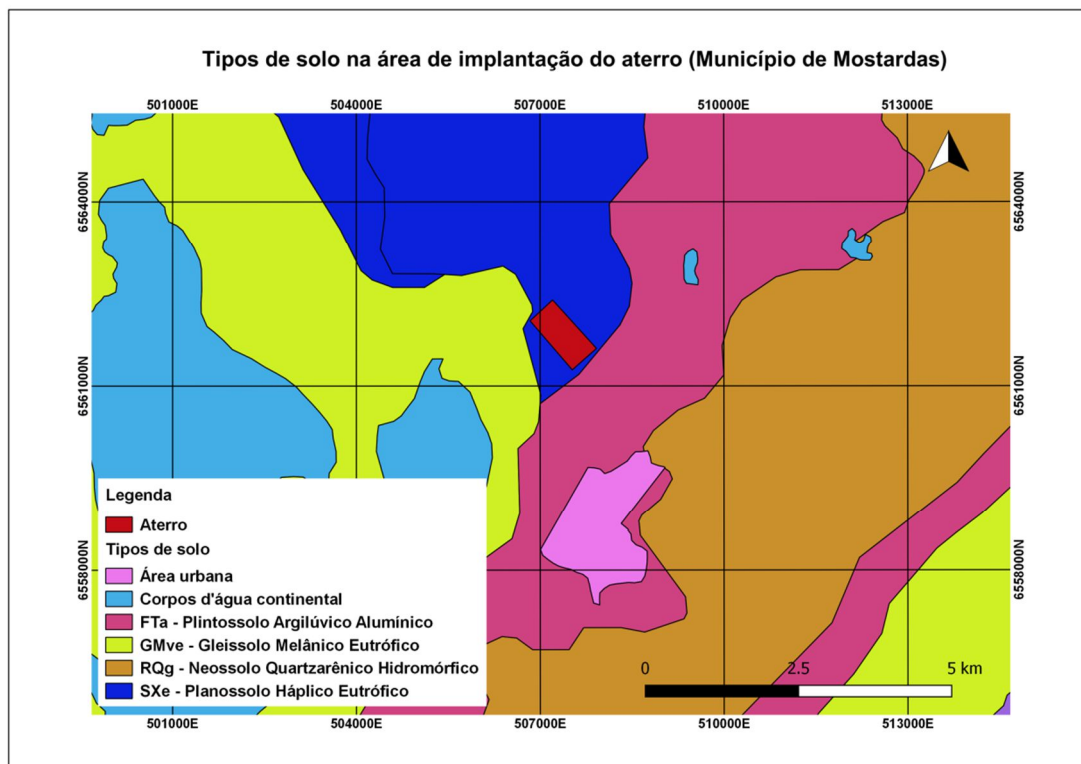 Tipos de solo na área de implantação do aterro (Município de Mostardas)
501000E 504000E 507000E 510000E 513000E
6564000N 6564000N
6561000N 6561000N
6558000N 6558000N
Legenda
Aterro
Tipos de solo
Área urbana
Corpos d'água continental
FTa - Plintossolo Argilúvico Alumínico
GMve - Gleissolo Melânico Eutrófico
RQg - Neossolo Quartzarênico Hidromórfico
SXe - Planossolo Háplico Eutrófico
0 2.5 5 km
501000E 504000E 507000E 510000E 513000E